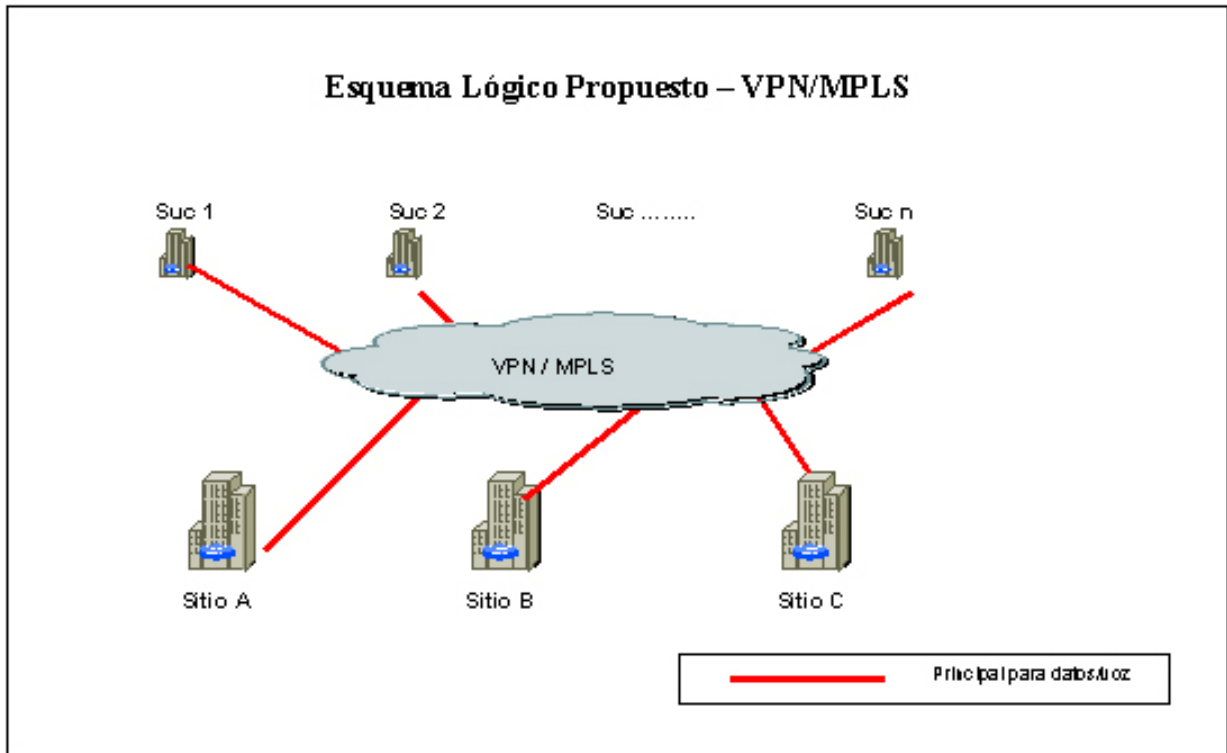 Esquema Lógico Propuesto – VPN/MPLS
Suc 1
Suc 2
Suc ........
Suc n
VPN / MPLS
Sitio A
Sitio B
Sitio C
Principal para datos/voz